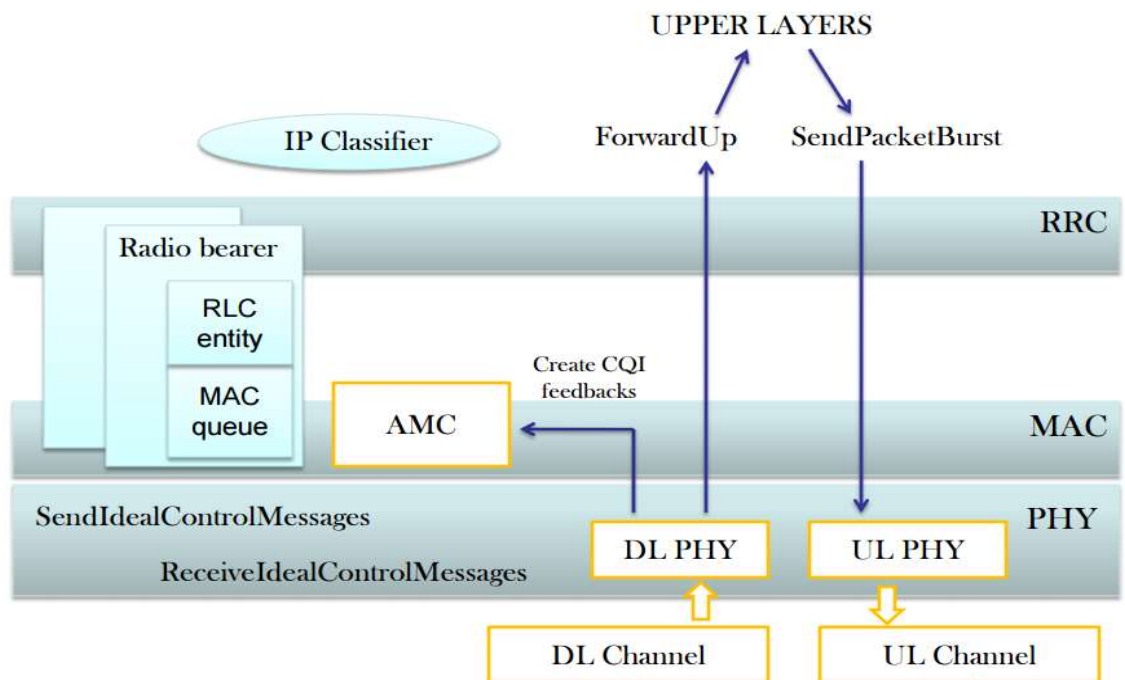 UPPER LAYERS
IP Classifier
ForwardUp
SendPacketBurst
RRC
Radio bearer
RLC
entity
MAC
queue
Create CQI
feedbacks
AMC
MAC
SendIdealControlMessages
PHY
DL PHY
UL PHY
ReceiveIdealControlMessages
DL Channel
UL Channel